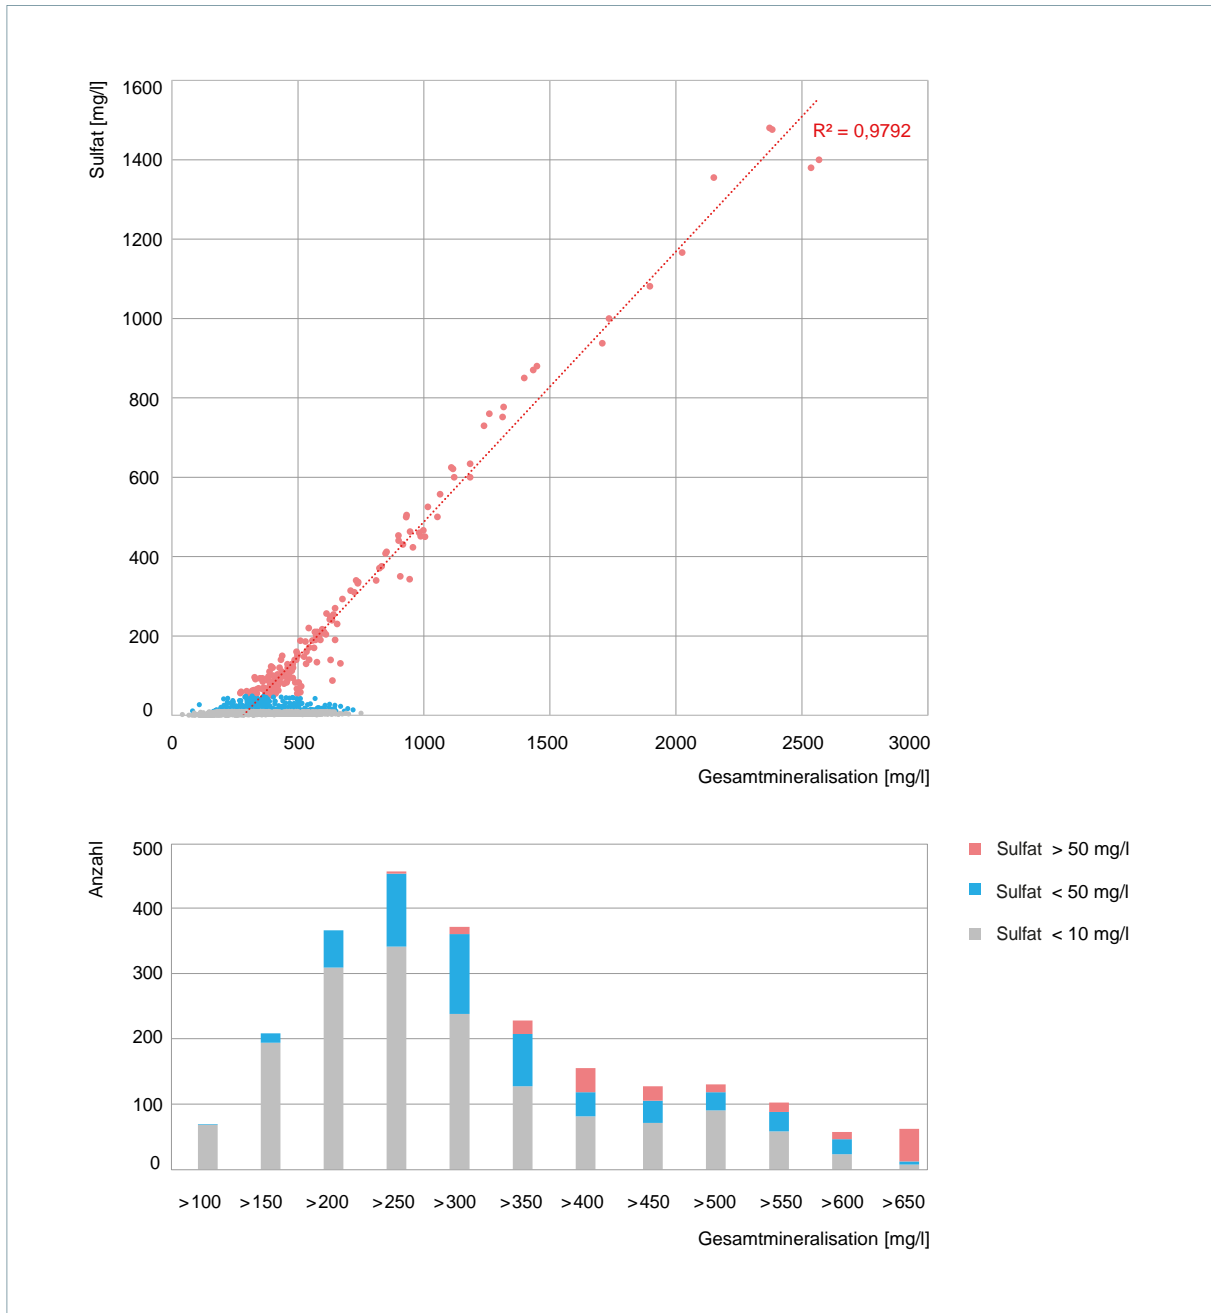 Sulfat [mg/l]
1600
1400
1200
1000
800
600
400
200
0
R² = 0,9792
0 500 1000 1500 2000 2500 3000
Gesamtmineralisation [mg/l]
Anzahl
500
400
300
200
100
0
>100 >150 >200 >250 >300 >350 >400 >450 >500 >550 >600 >650
Gesamtmineralisation [mg/l]
Sulfat > 50 mg/l
Sulfat < 50 mg/l
Sulfat < 10 mg/l